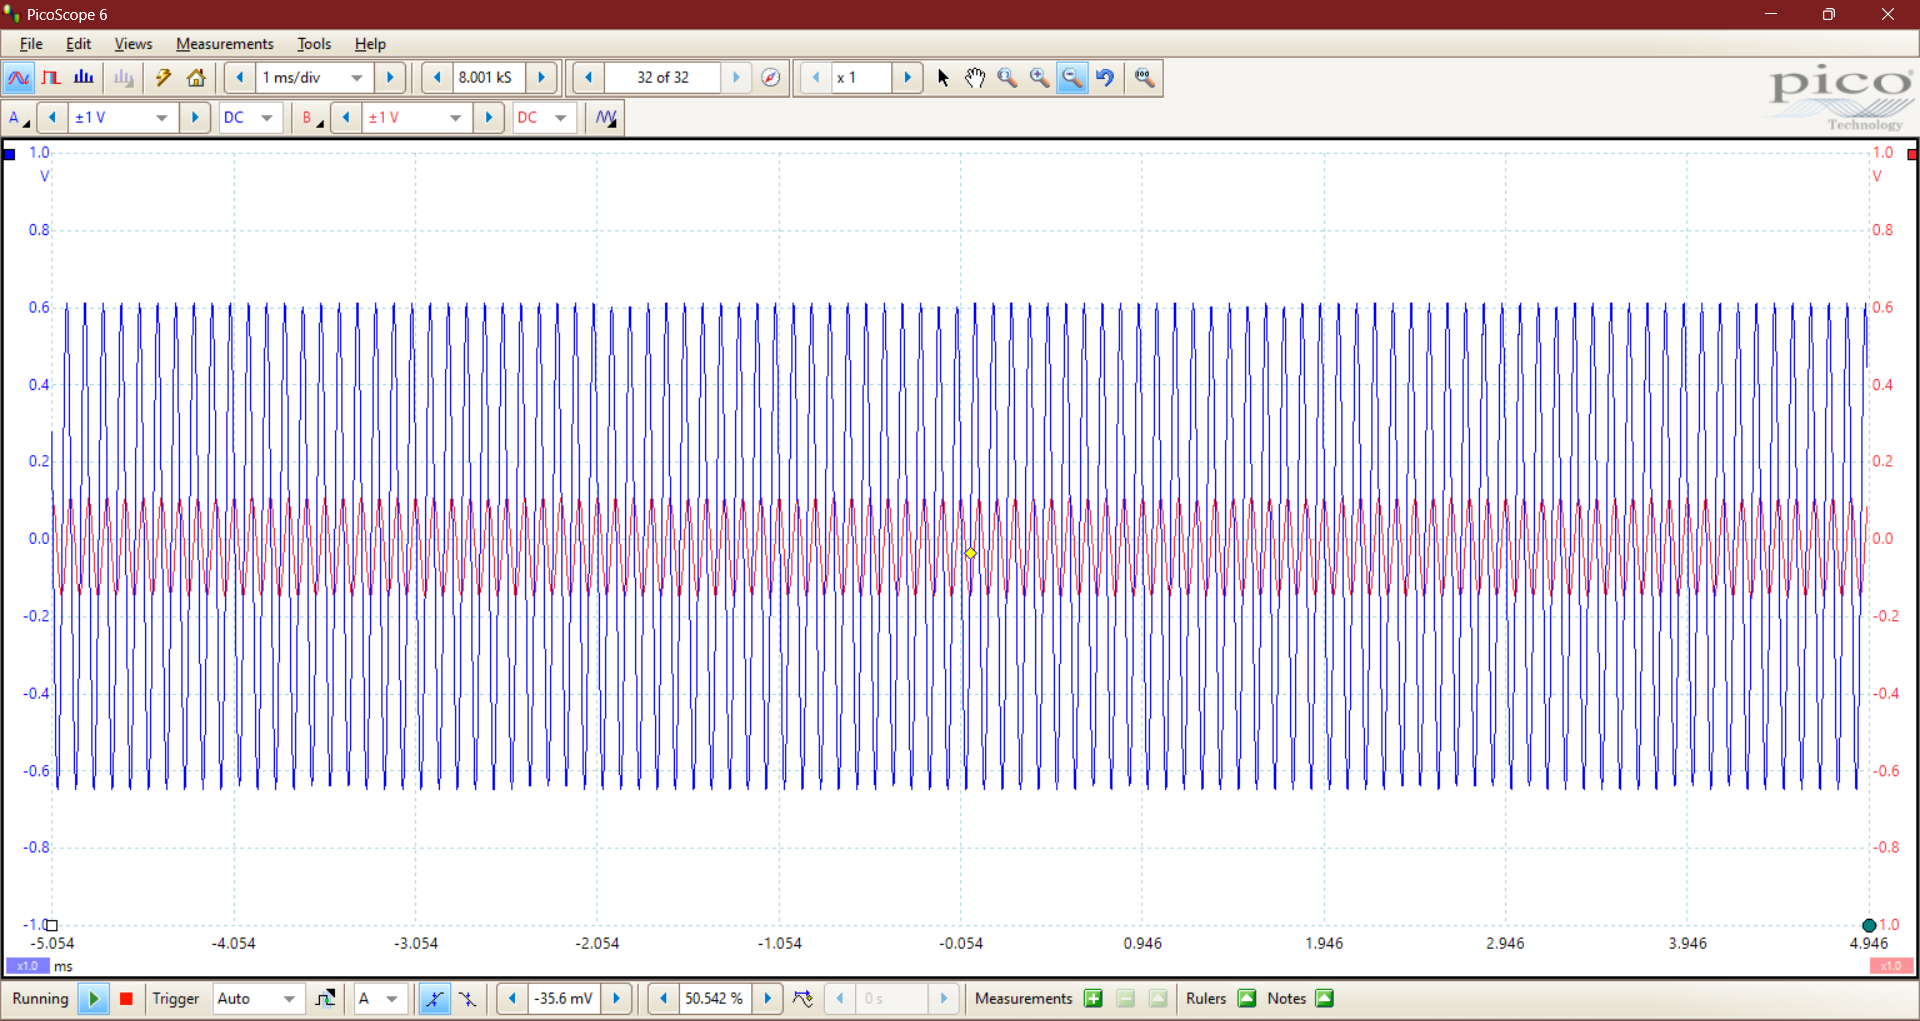 PicoScope 6
File Edit Views Measurements Tools Help
1 ms/div 8.001 kS 32 of 32 x 1
pico
Technology
A ±1 V DC B ±1 V DC
1.0 1.0
V V
0.8 0.8
0.6 0.6
0.4 0.4
0.2 0.2
0.0 0.0
-0.2 -0.2
-0.4 -0.4
-0.6 -0.6
-0.8 -0.8
-1.0 1.0
-5.054 -4.054 -3.054 -2.054 -1.054 -0.054 0.946 1.946 2.946 3.946 4.946
x1.0 ms x1.0
Running Trigger Auto A -35.6 mV 50.542 % 0 s Measurements Rulers Notes